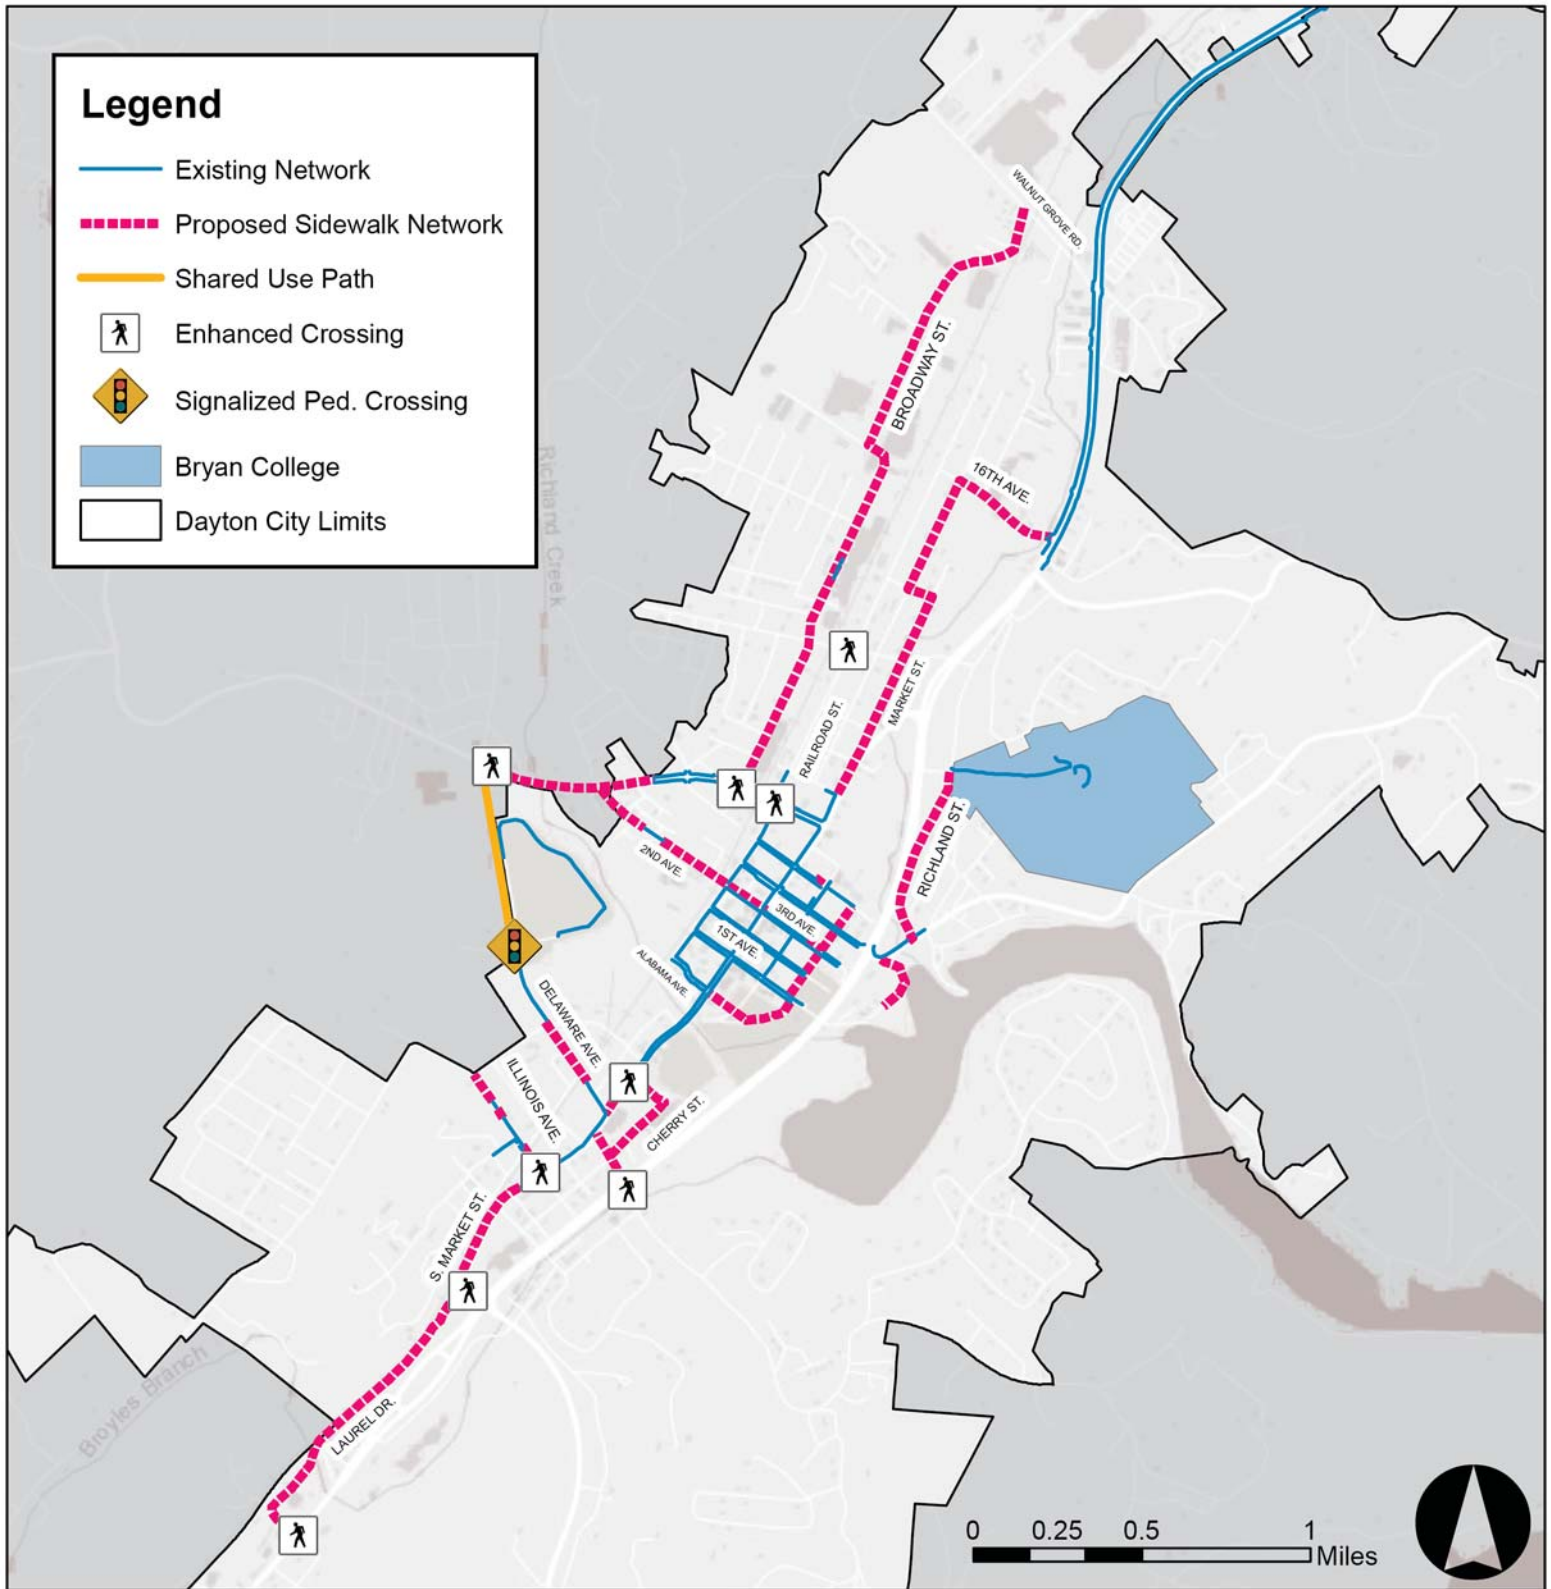 Legend
Existing Network
Proposed Sidewalk Network
Shared Use Path
Enhanced Crossing
Signalized Ped. Crossing
Bryan College
Dayton City Limits
WALNUT GROVE RD.
BROADWAY ST.
16TH AVE.
Richland Creek
MARKET ST.
RAILROAD ST.
RICHLAND ST.
2ND AVE.
3RD AVE.
1ST AVE.
ALABAMA AVE.
DELAWARE AVE.
ILLINOIS AVE.
CHERRY ST.
S. MARKET ST.
Broyles Branch
LAUREL DR.
0 0.25 0.5 1
Miles